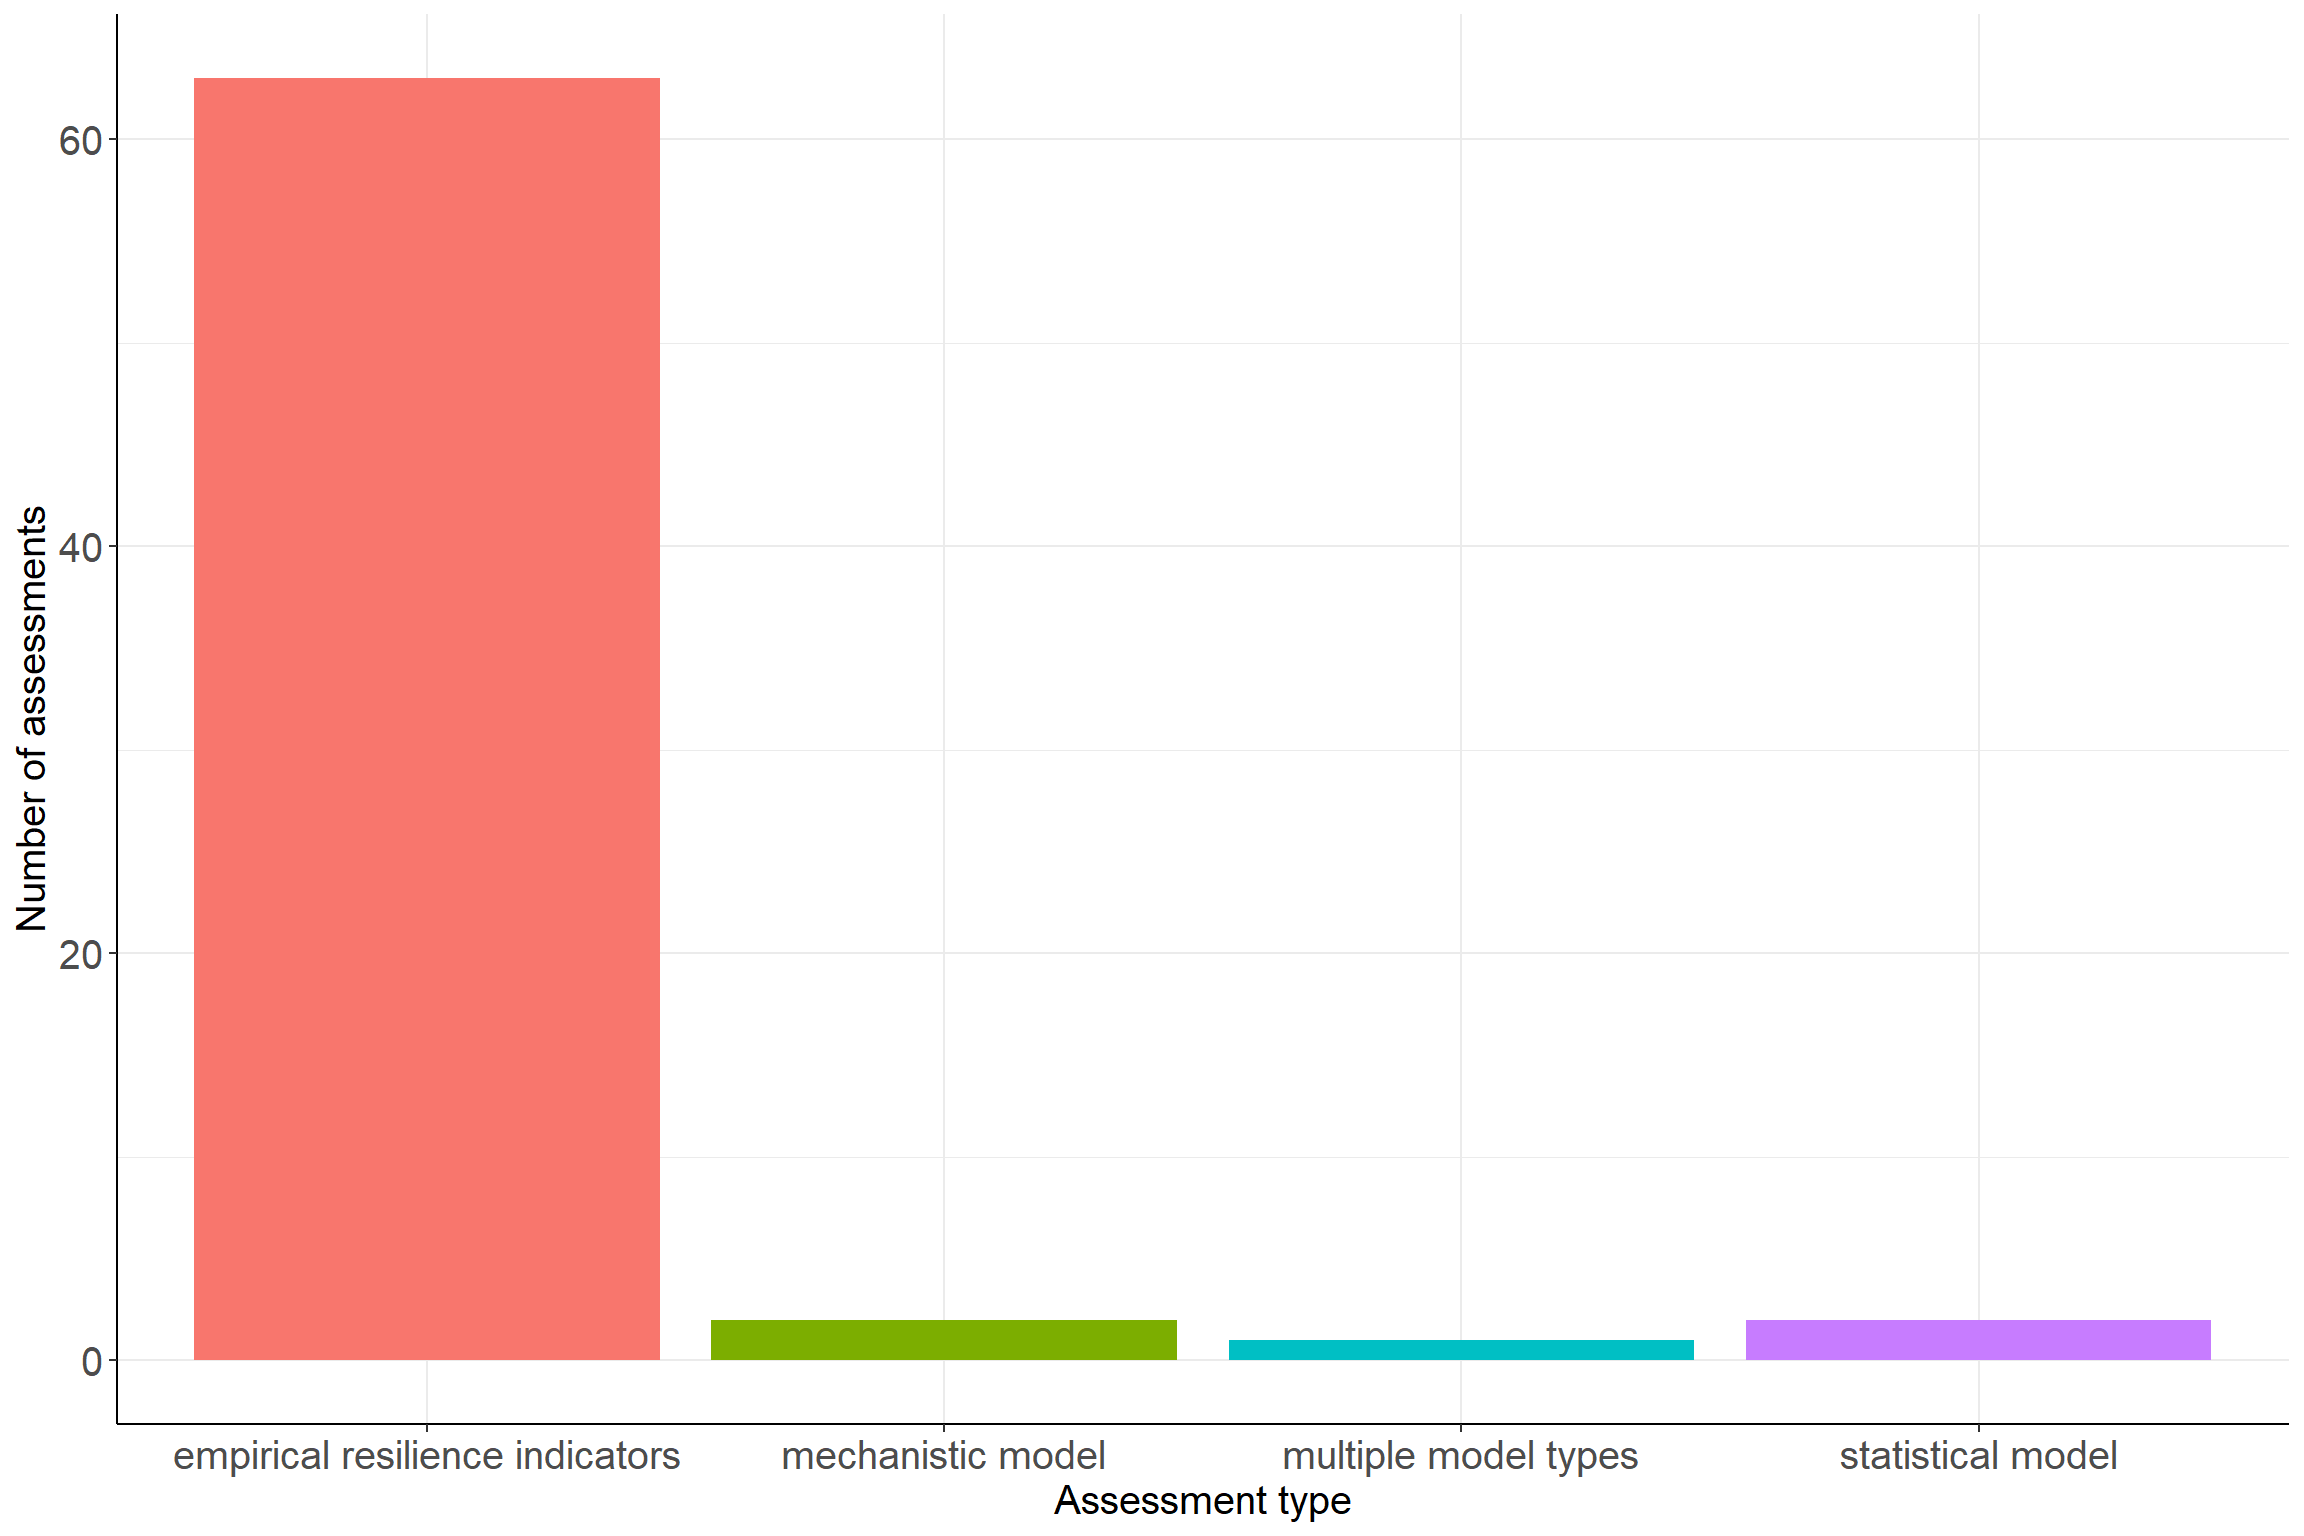 Number of assessments
60
40
20
0
empirical resilience indicators
mechanistic model
multiple model types
statistical model
Assessment type